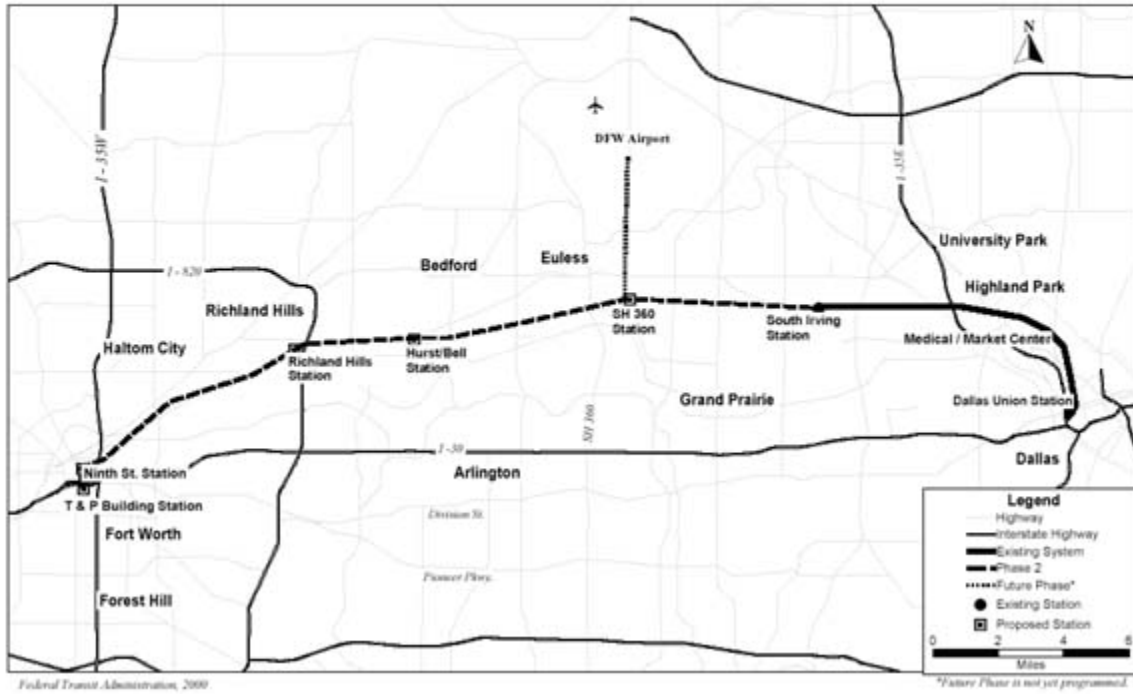 N
DFW Airport
I - 35W
I - 35E
University Park
Euless
Bedford
I - 820
Highland Park
Richland Hills
SH 360
Station
South Irving
Station
Medical / Market Center
Haltom City
Richland Hills
Station
Hurst/Bell
Station
Grand Prairie
Dallas Union Station
SH 360
I - 30
Dallas
Ninth St. Station
Arlington
T & P Building Station
Fort Worth
Division St.
Pioneer Pkwy.
Forest Hill
Legend
Highway
Interstate Highway
Existing System
Phase 2
Future Phase*
Existing Station
Proposed Station
0 2 4 6
Miles
Federal Transit Administration, 2000
*Future Phase is not yet programmed.